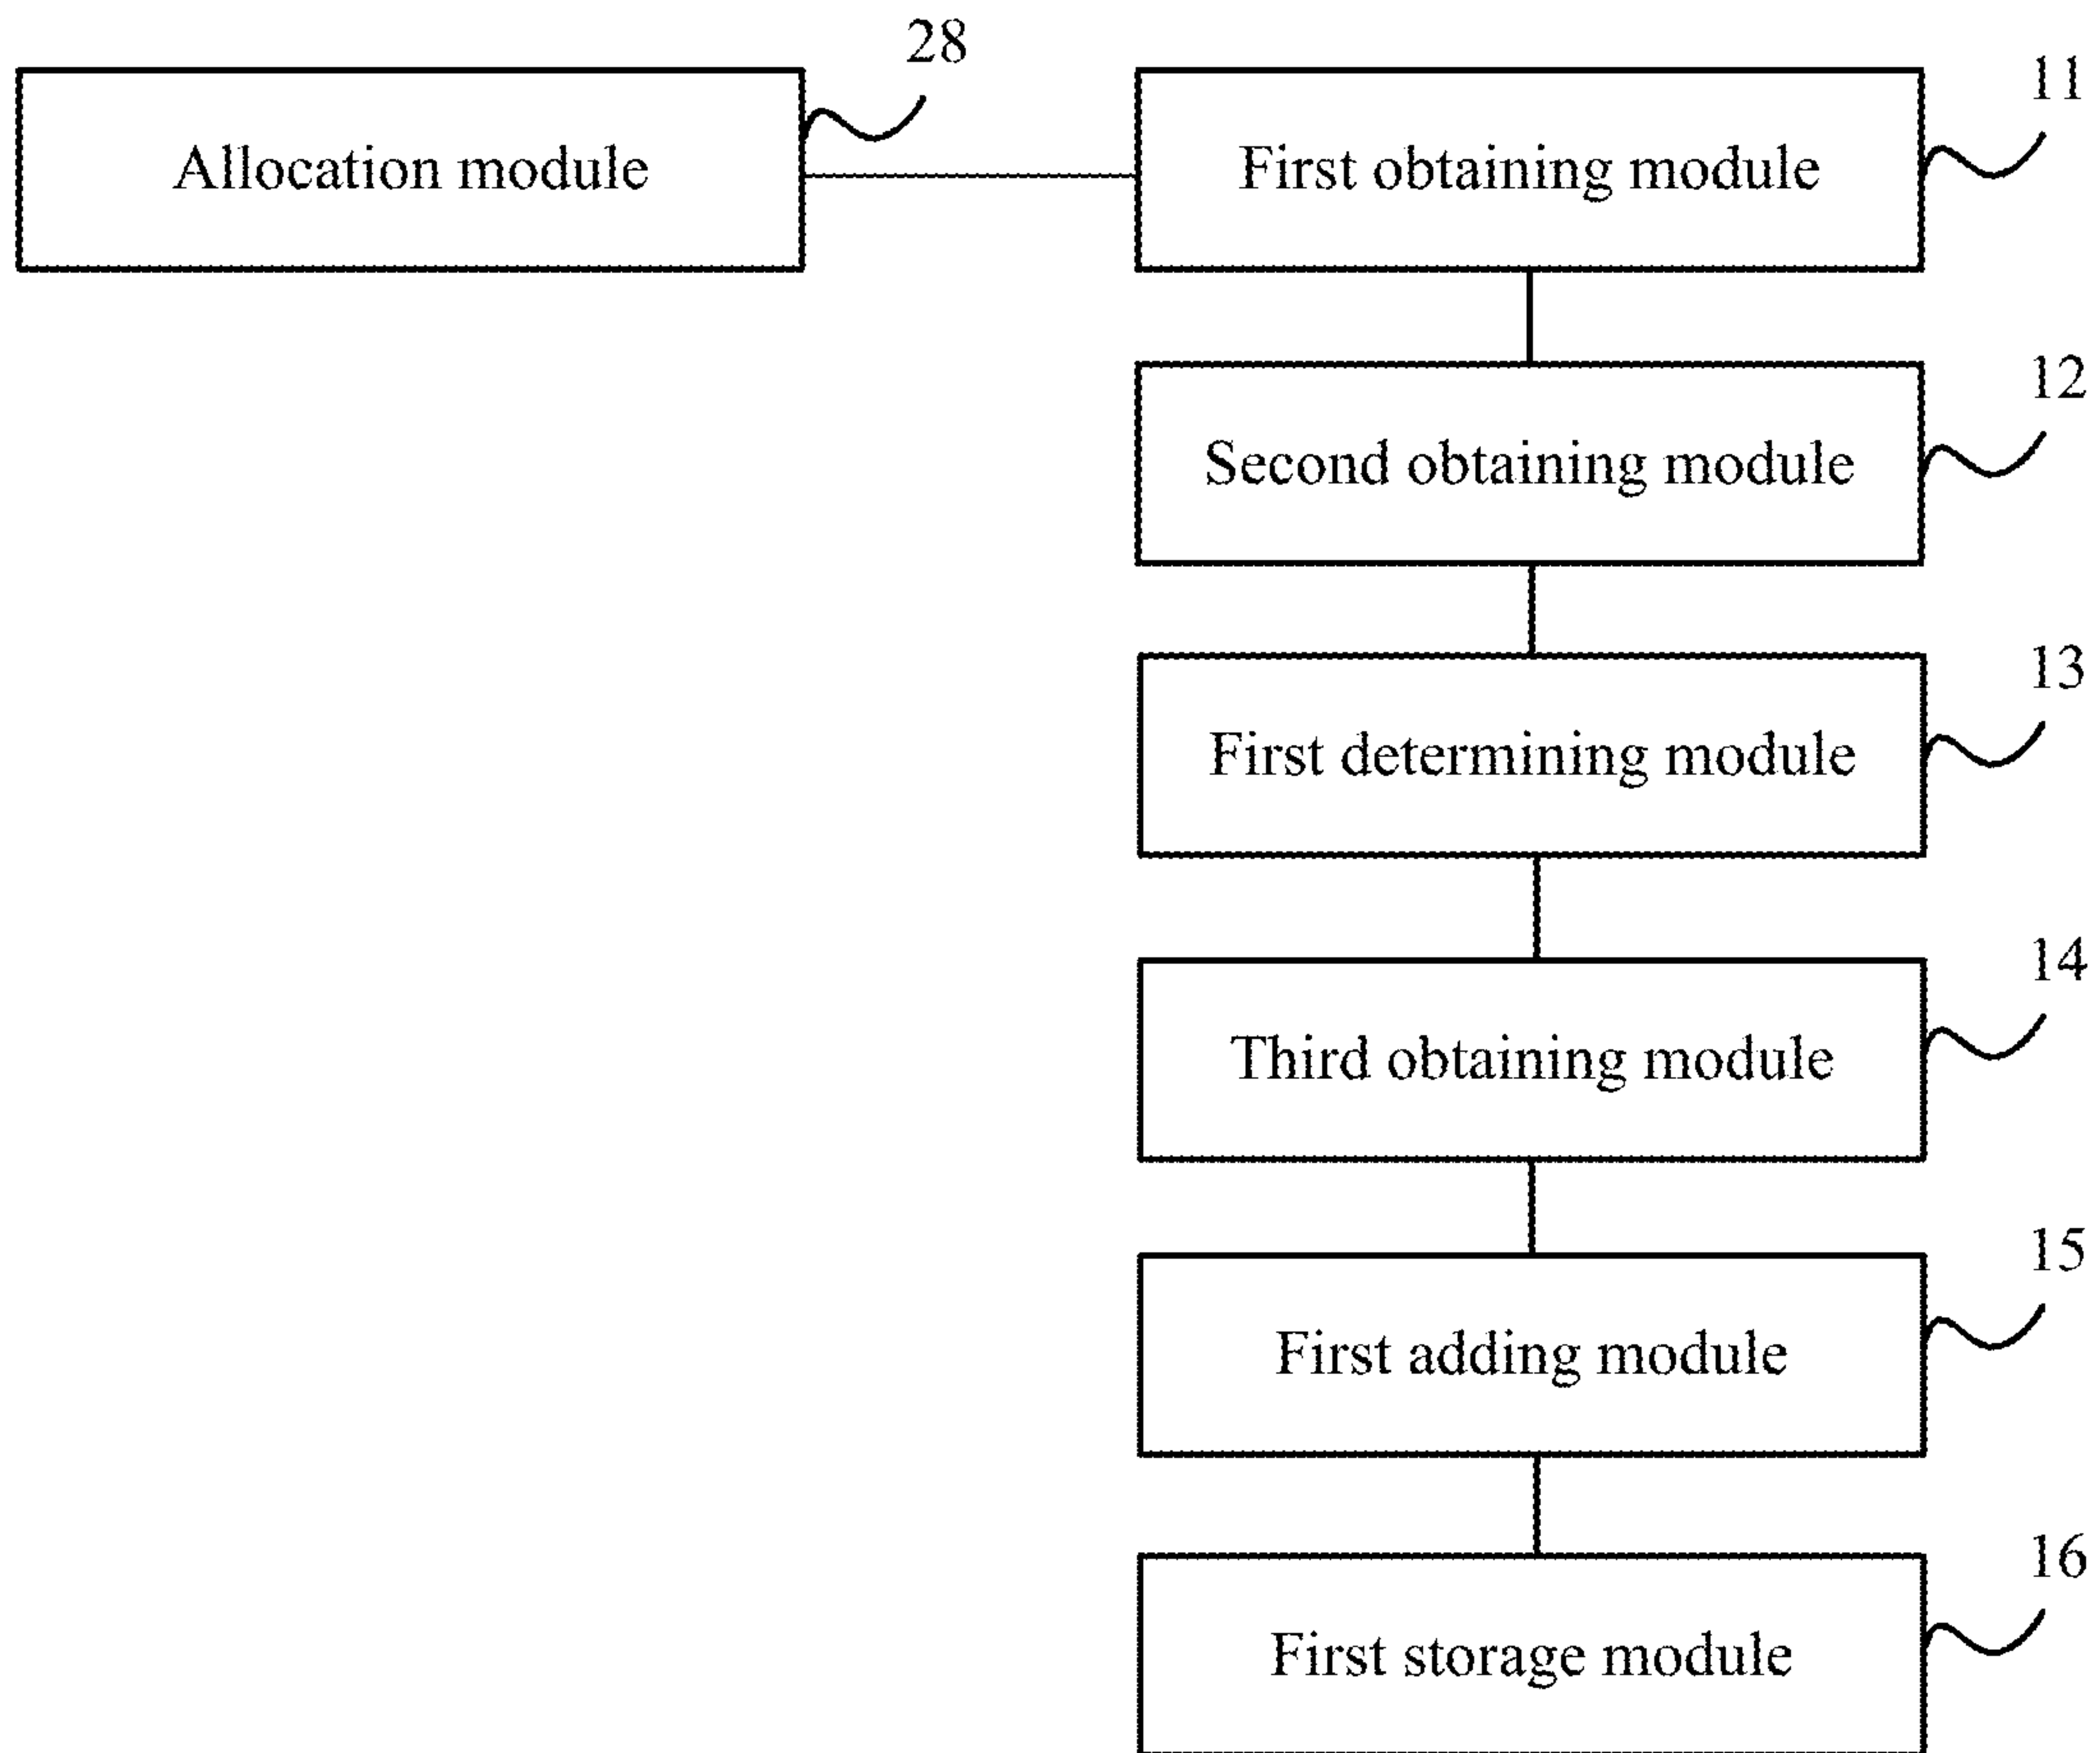 28
11
Allocation module
First obtaining module
12
Second obtaining module
13
First determining module
14
Third obtaining module
15
First adding module
16
First storage module